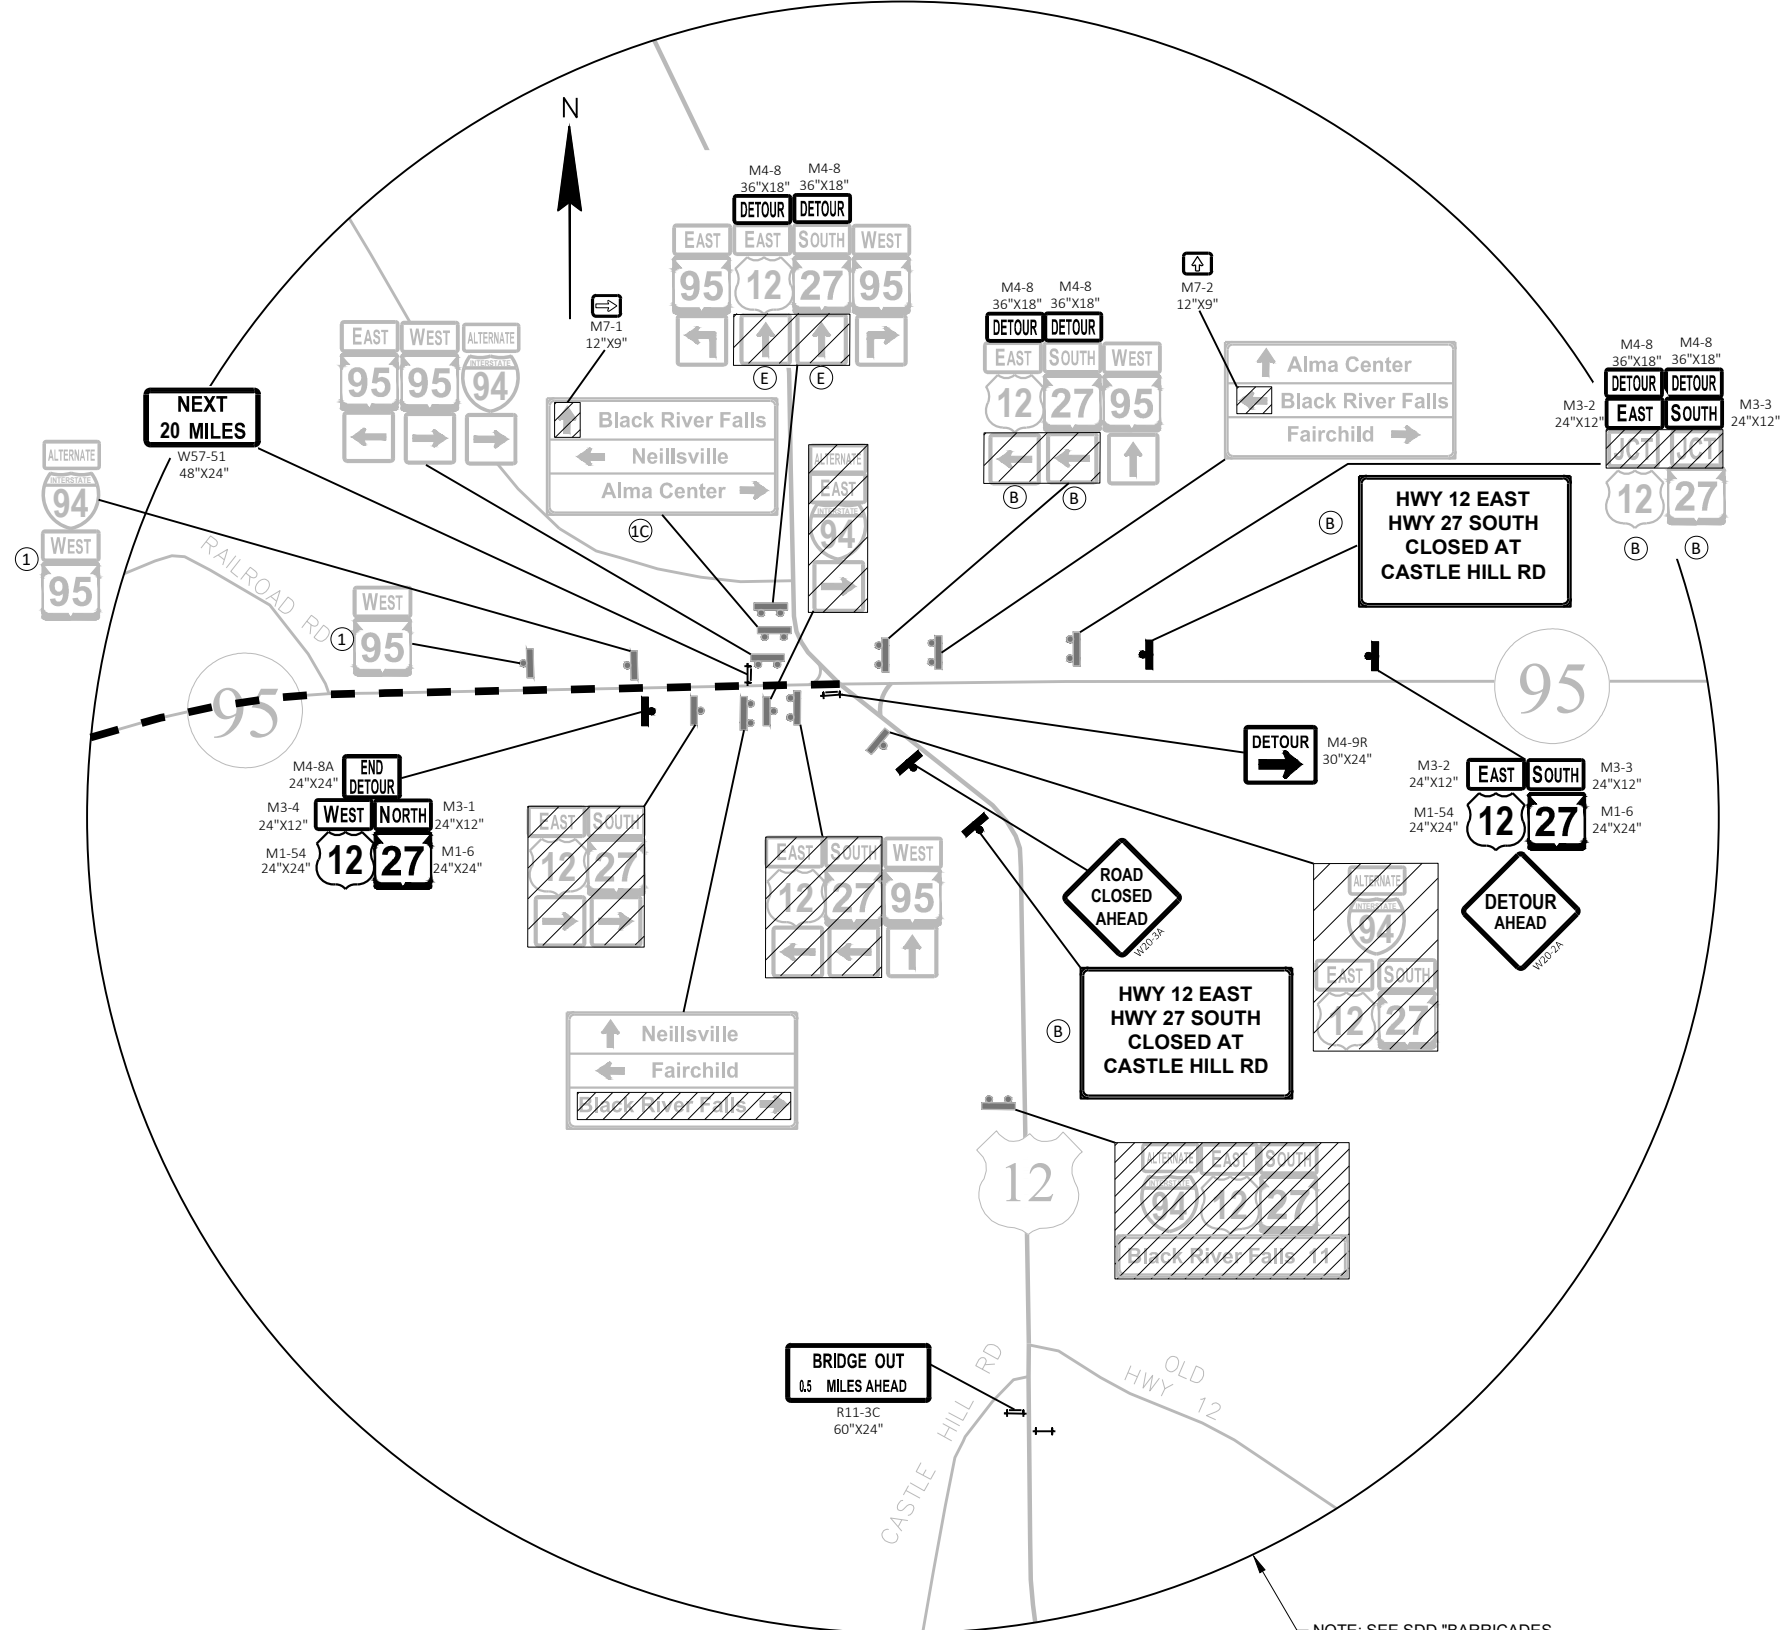 N
M4-8
36"X18"
M4-8
36"X18"
DETOUR
DETOUR
EAST
EAST
SOUTH
WEST
95
12
27
95
E
E
M7-1
12"X9"
M7-2
12"X9"
EAST
WEST
ALTERNATE
95
95
INTERSTATE
94
Black River Falls
Neillsville
Alma Center
1C
ALTERNATE
EAST
INTERSTATE
94
M4-8
36"X18"
M4-8
36"X18"
DETOUR
DETOUR
EAST
SOUTH
WEST
12
27
95
B
B
Alma Center
Black River Falls
Fairchild
M4-8
36"X18"
M4-8
36"X18"
DETOUR
DETOUR
M3-2
24"X12"
EAST
SOUTH
M3-3
24"X12"
JCT
JCT
12
27
B
B
NEXT
20 MILES
W57-51
48"X24"
ALTERNATE
INTERSTATE
94
WEST
95
1
RAILROAD RD
WEST
95
1
B
HWY 12 EAST
HWY 27 SOUTH
CLOSED AT
CASTLE HILL RD
95
95
M4-8A
24"X24"
END
DETOUR
M3-4
24"X12"
WEST
NORTH
M3-1
24"X12"
M1-54
24"X24"
12
27
M1-6
24"X24"
EAST
SOUTH
12
27
EAST
SOUTH
WEST
12
27
95
DETOUR
M4-9R
30"X24"
M3-2
24"X12"
EAST
SOUTH
M3-3
24"X12"
M1-54
24"X24"
12
27
M1-6
24"X24"
ROAD
CLOSED
AHEAD
W20-3A
DETOUR
AHEAD
W20-2A
ALTERNATE
INTERSTATE
94
EAST
SOUTH
12
27
Neillsville
Fairchild
Black River Falls
B
HWY 12 EAST
HWY 27 SOUTH
CLOSED AT
CASTLE HILL RD
12
ALTERNATE
EAST
SOUTH
INTERSTATE
94
12
27
Black River Falls 11
BRIDGE OUT
0.5 MILES AHEAD
R11-3C
60"X24"
CASTLE HILL RD
OLD
HWY 12
NOTE: SEE SDD "BARRICADES